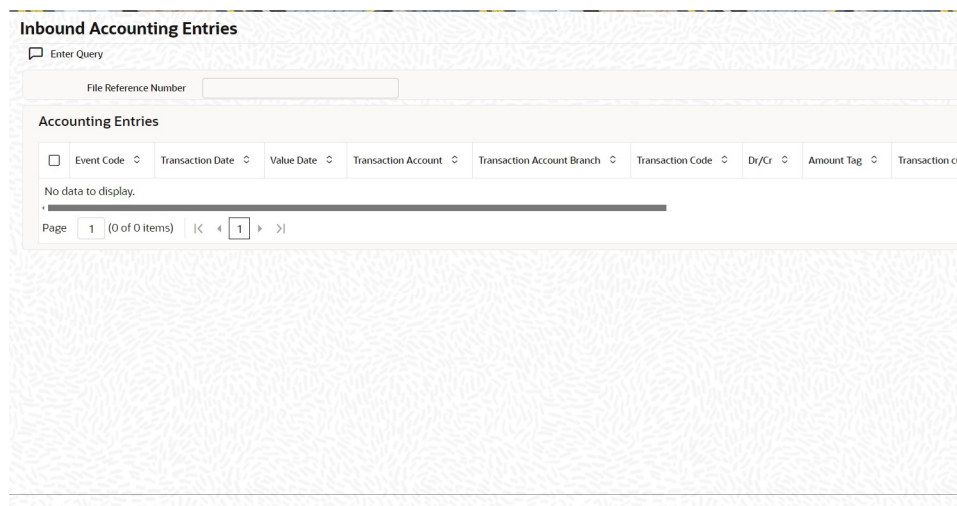 Inbound Accounting Entries
Enter Query
File Reference Number
Accounting Entries
Event Code Transaction Date Value Date Transaction Account Transaction Account Branch Transaction Code Dr/Cr Amount Tag Transaction c
No data to display.
Page 1 (0 of 0 items) 1